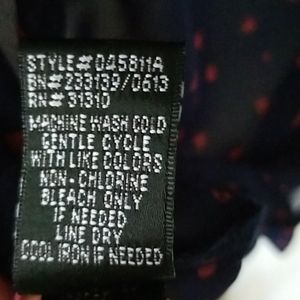 STYLE# DQ5811A
BN# 233139/0613
RN# 31310
MACHINE WASH COLD
GENTLE CYCLE
WITH LIKE COLORS
NON-CHLORINE
BLEACH ONLY
IF NEEDED
LINE DRY
COOL IRON IF NEEDED